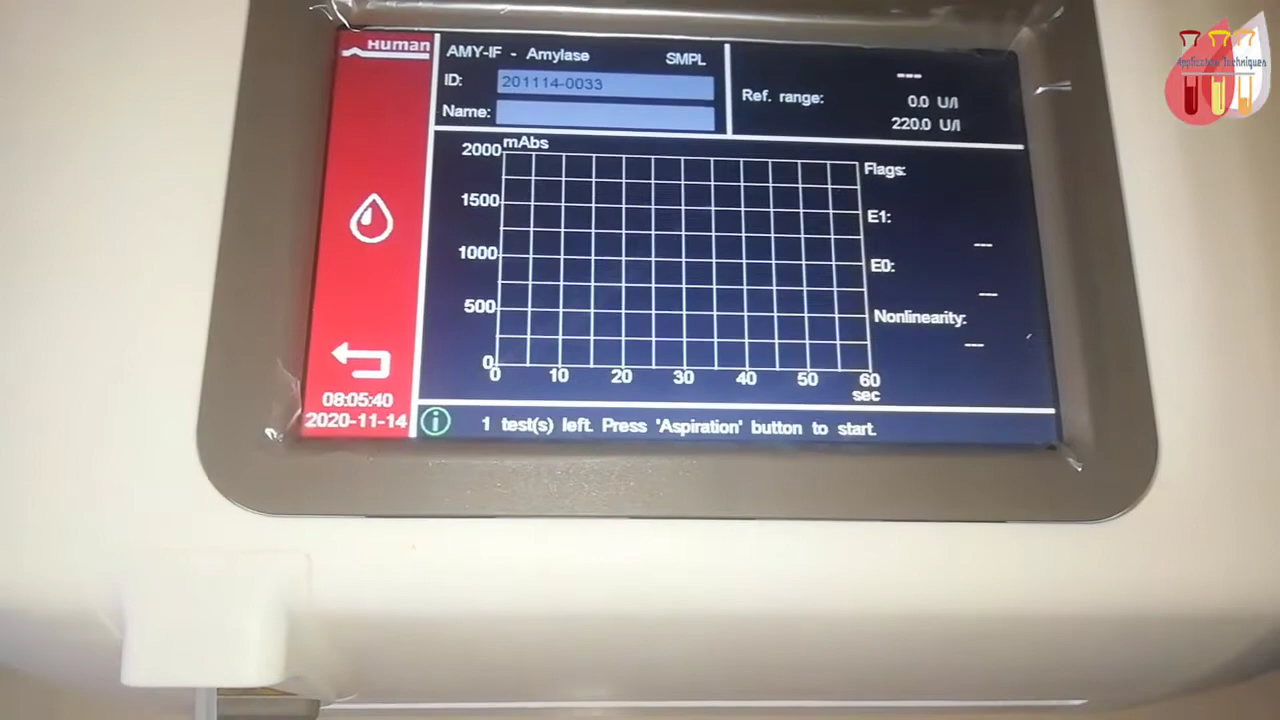 Human
AMY-IF - Amylase SMPL
ID: 201114-0033
Name:
---
Ref. range: 0.0 U/l
220.0 U/l
mAbs
2000
1500
1000
500
0
0 10 20 30 40 50 60
sec
Flags:
E1:
---
E0:
---
Nonlinearity:
---
08:05:40
2020-11-14
1 test(s) left. Press 'Aspiration' button to start.
Application Techniques